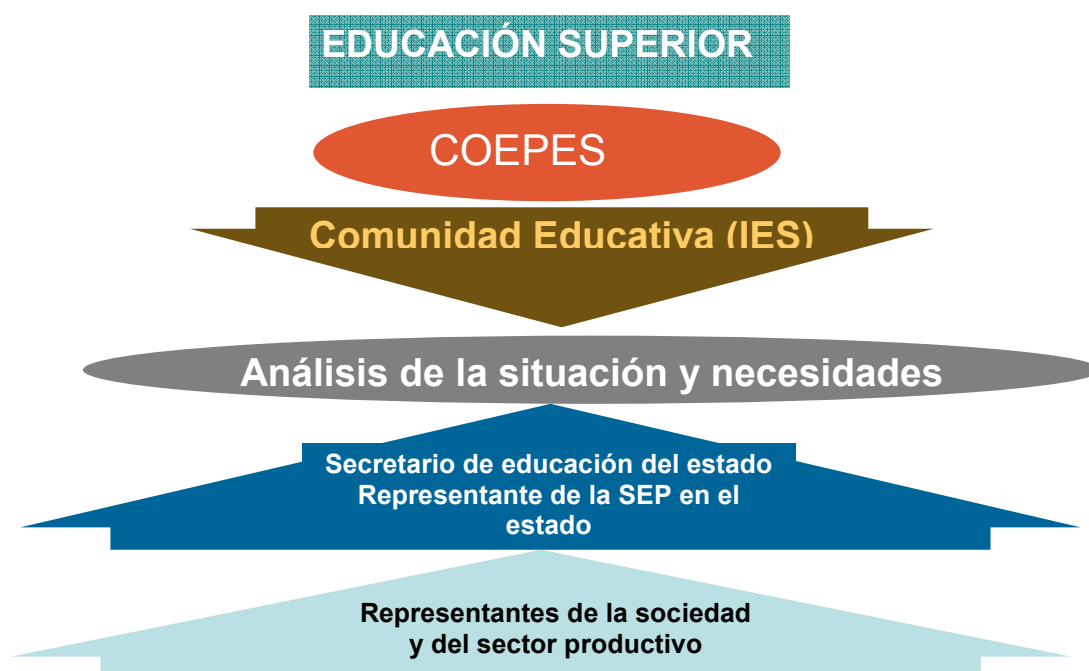 EDUCACIÓN SUPERIOR
COEPES
Comunidad Educativa (IES)
Análisis de la situación y necesidades
Secretario de educación del estado
Representante de la SEP en el
estado
Representantes de la sociedad
y del sector productivo